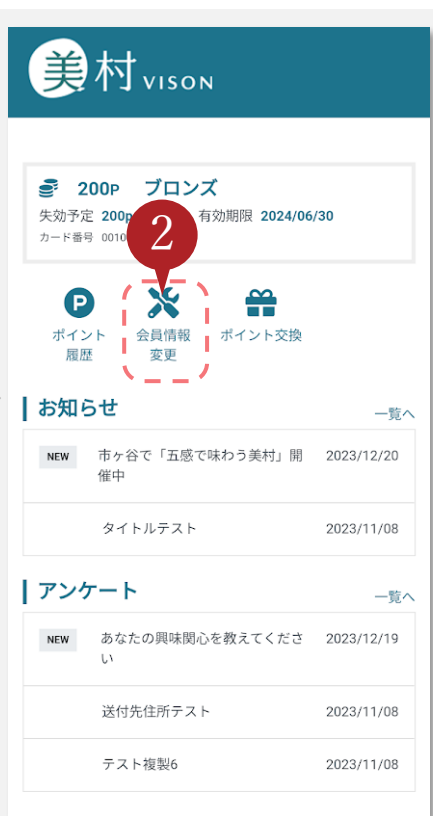 美村 VISON
200P ブロンズ
失効予定 200p 有効期限 2024/06/30
カード番号 0010
2
ポイント 会員情報 ポイント交換
履歴 変更
お知らせ 一覧へ
NEW 市ヶ谷で「五感で味わう美村」開 2023/12/20
催中
タイトルテスト 2023/11/08
アンケート 一覧へ
NEW あなたの興味関心を教えてくださ 2023/12/19
い
送付先住所テスト 2023/11/08
テスト複製6 2023/11/08